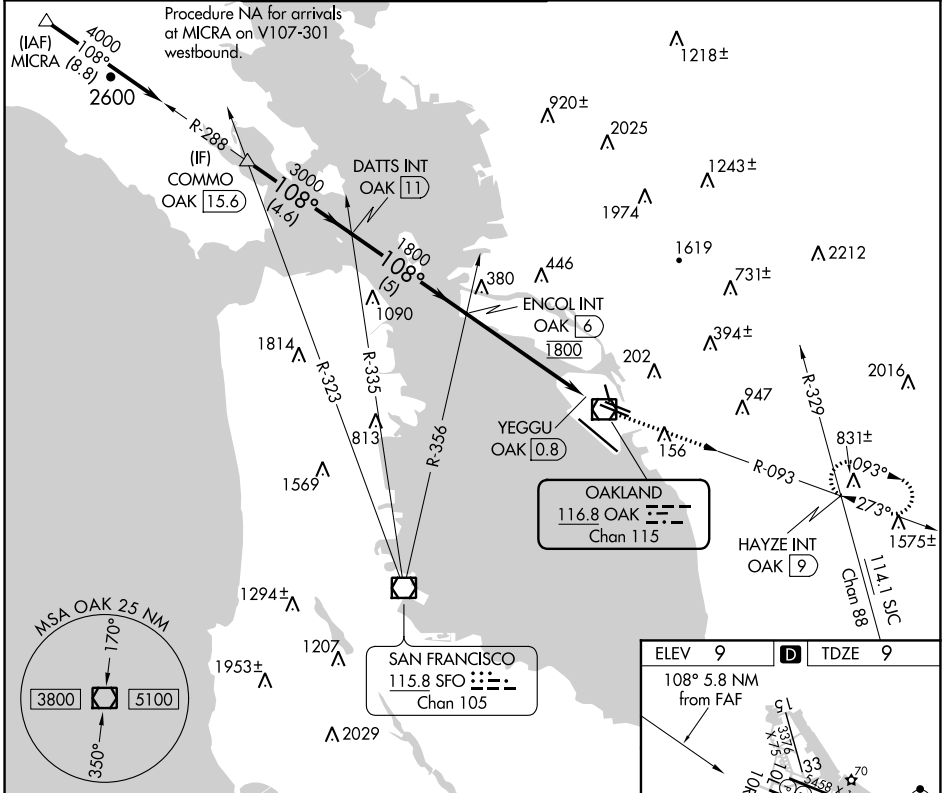 Procedure NA for arrivals
at MICRA on V107-301
westbound.
(IAF)
MICRA
4000
108°
(8.8)
2600
R-288
(IF)
COMMO
OAK 15.6
3000
108°
(4.6)
DATTS INT
OAK 11
1800
108°
(5)
ENCOL INT
OAK 6
1800
1218±
920±
2025
1243±
1974
1619
2212
731±
380
446
394±
202
2016
947
1090
1814
813
1569
R-323
R-335
R-356
YEGGU
OAK 0.8
156
R-093
R-329
831±
093°
273°
1575±
HAYZE INT
OAK 9
114.1 SJC
Chan 88
OAKLAND
116.8 OAK
Chan 115
SAN FRANCISCO
115.8 SFO
Chan 105
1294±
1207
1953±
2029
MSA OAK 25 NM
170°
3800
5100
350°
ELEV 9
D
TDZE 9
108° 5.8 NM
from FAF
15
3376
X 75
33
10L
10R
5458 X
70
P